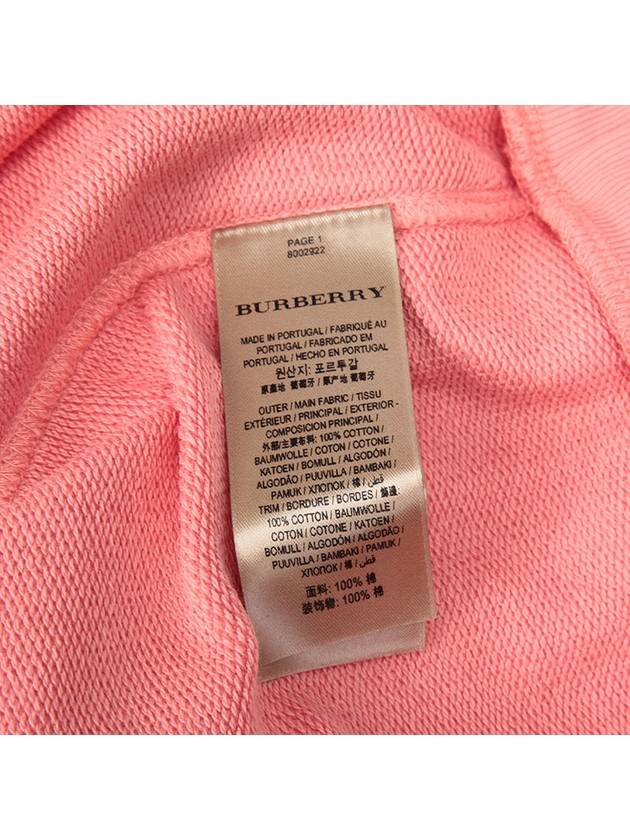 PAGE 1
8002922
BURBERRY
MADE IN PORTUGAL / FABRIQUÉ AU
PORTUGAL / FABRICADO EM
PORTUGAL / HECHO EN PORTUGAL
원산지: 포르투갈
原産地 葡萄牙 / 原产地 葡萄牙
OUTER / MAIN FABRIC / TISSU
EXTÉRIEUR / PRINCIPAL / EXTERIOR-
COMPOSICION PRINCIPAL /
外部/主要布料: 100% COTTON /
BAUMWOLLE / COTON / COTONE /
KATOEN / BOMULL / ALGODÓN /
ALGODÃO / PUUVILLA / BAMBAKI /
PAMUK / ХЛОПОК / 棉 / قطن /
TRIM / BORDURE / BORDES / 飾邊:
100% COTTON / BAUMWOLLE /
COTON / COTONE / KATOEN /
BOMULL / ALGODÓN / ALGODÃO /
PUUVILLA / BAMBAKI / PAMUK /
ХЛОПОК / 棉 / قطن /
面料: 100% 棉
装饰物: 100% 棉